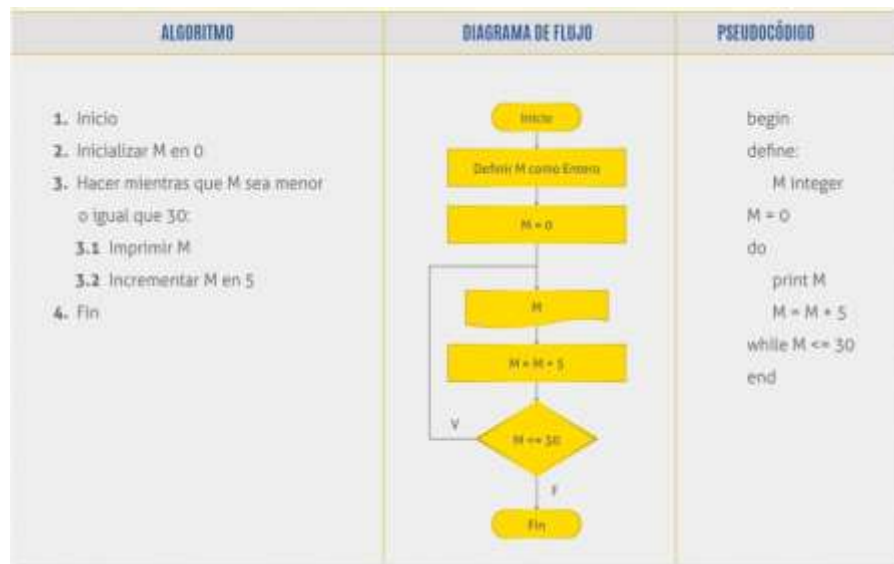 ALGORITMO
1. Inicio
2. Inicializar M en 0
3. Hacer mientras que M sea menor
o igual que 30:
3.1 Imprimir M
3.2 Incrementar M en 5
4. Fin
DIAGRAMA DE FLUJO
Inicio
Definir M como Entero
M = 0
M
M = M + 5
M <= 30
V
F
Fin
PSEUDOCÓDIGO
begin
define:
M integer
M = 0
do
print M
M = M + 5
while M <= 30
end